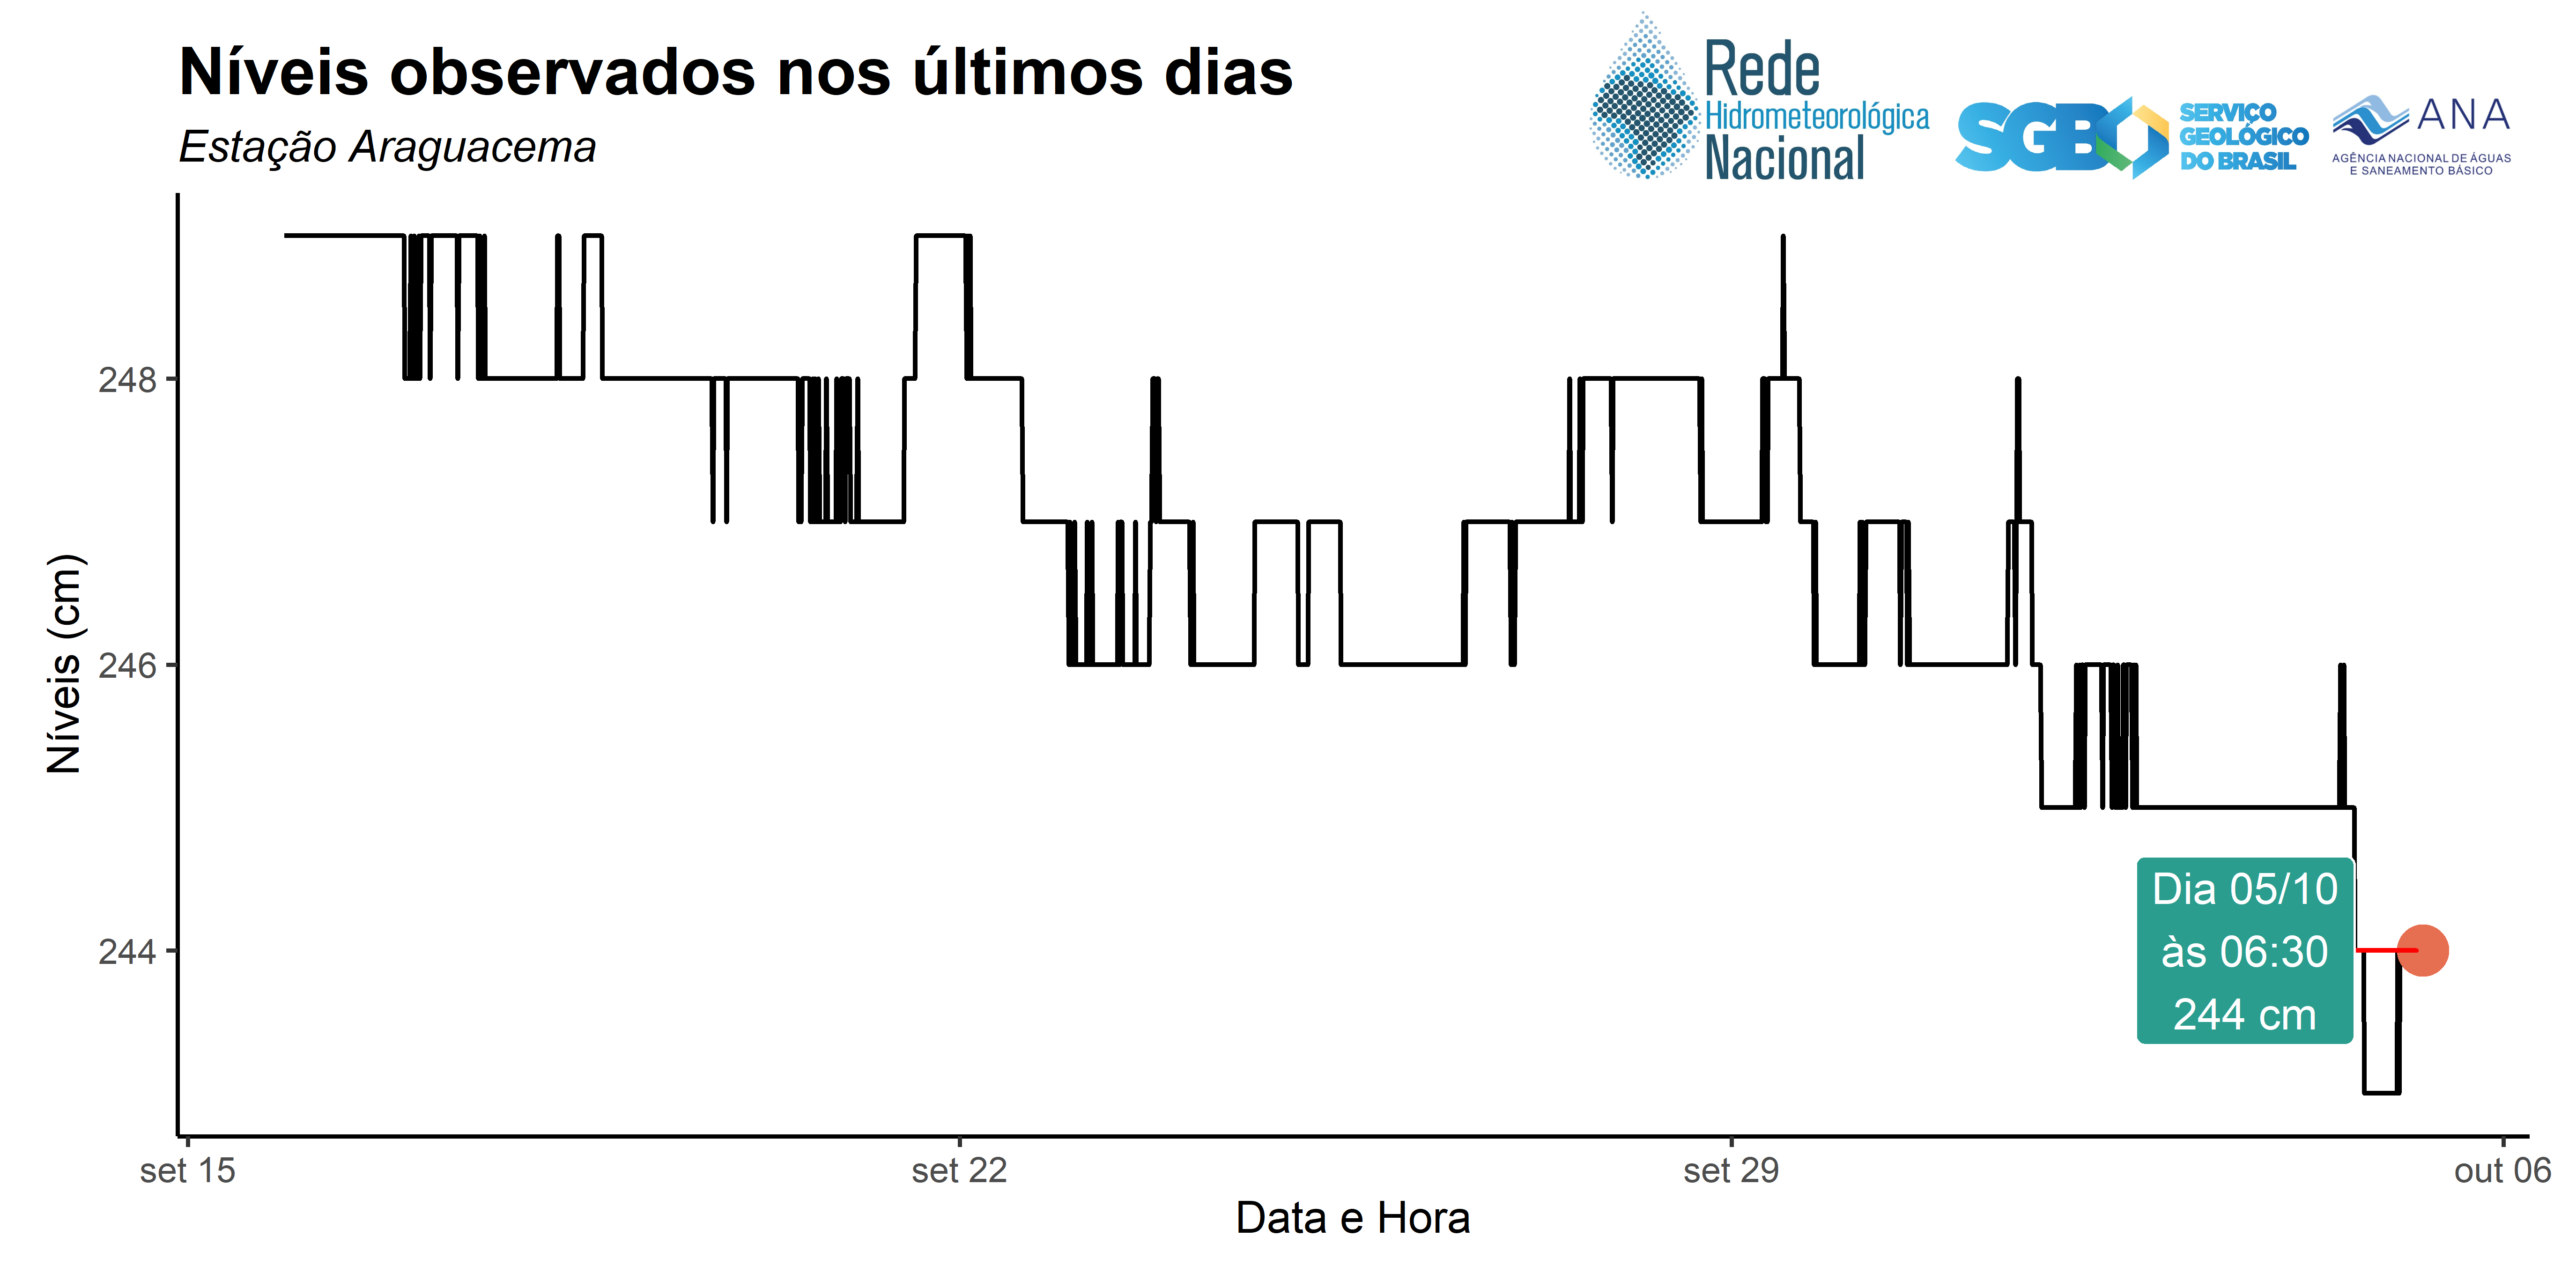 Níveis observados nos últimos dias
Estação Araguacema
Rede
Hidrometeorológica
Nacional
SGB
SERVIÇO
GEOLÓGICO
DO BRASIL
ANA
AGÊNCIA NACIONAL DE ÁGUAS
E SANEAMENTO BÁSICO
Níveis (cm)
248
246
244
Dia 05/10
às 06:30
244 cm
set 15
set 22
set 29
out 06
Data e Hora